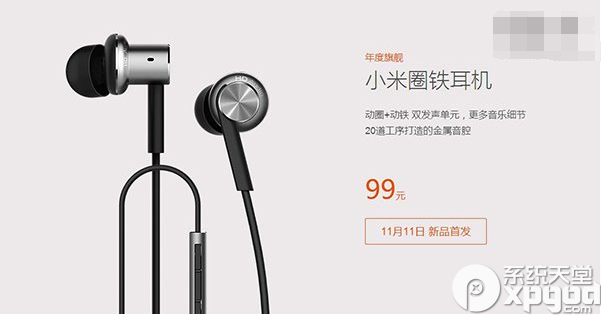 HD
年度旗舰
小米圈铁耳机
动圈+动铁 双发声单元，更多音乐细节
20道工序打造的金属音腔
99元
11月11日 新品首发
系统天堂
xpgod